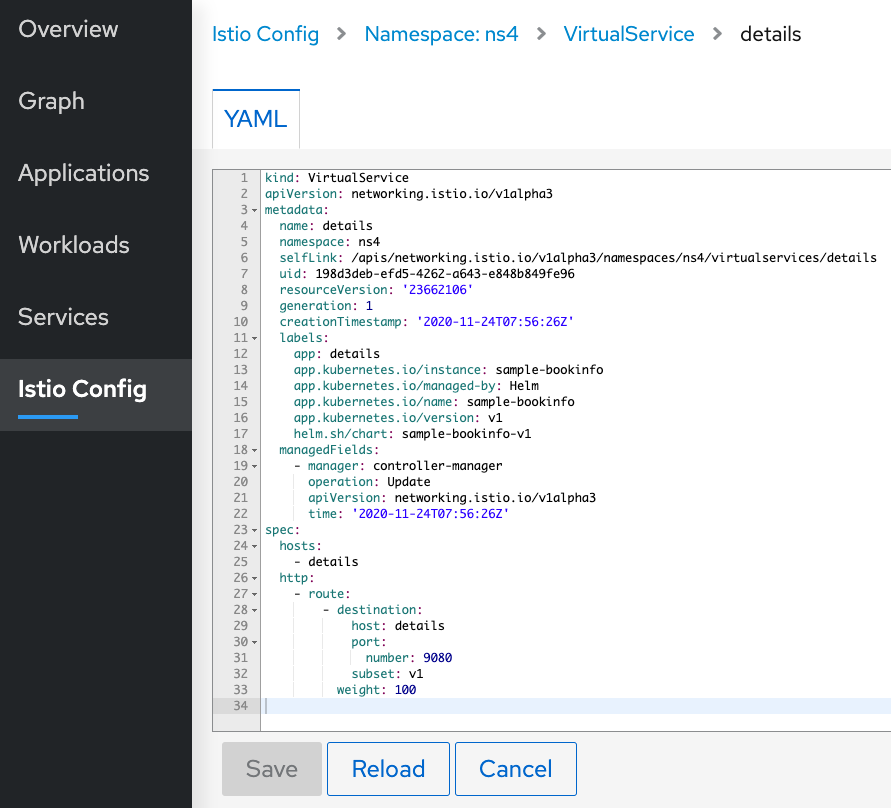 Overview
Graph
Applications
Workloads
Services
Istio Config
Istio Config > Namespace: ns4 > VirtualService > details
YAML
1 kind: VirtualService
2 apiVersion: networking.istio.io/v1alpha3
3 metadata:
4 name: details
5 namespace: ns4
6 selfLink: /apis/networking.istio.io/v1alpha3/namespaces/ns4/virtualservices/details
7 uid: 198d3deb-efd5-4262-a643-e848b849fe96
8 resourceVersion: '23662106'
9 generation: 1
10 creationTimestamp: '2020-11-24T07:56:26Z'
11 labels:
12 app: details
13 app.kubernetes.io/instance: sample-bookinfo
14 app.kubernetes.io/managed-by: Helm
15 app.kubernetes.io/name: sample-bookinfo
16 app.kubernetes.io/version: v1
17 helm.sh/chart: sample-bookinfo-v1
18 managedFields:
19 - manager: controller-manager
20 operation: Update
21 apiVersion: networking.istio.io/v1alpha3
22 time: '2020-11-24T07:56:26Z'
23 spec:
24 hosts:
25 - details
26 http:
27 - route:
28 - destination:
29 host: details
30 port:
31 number: 9080
32 subset: v1
33 weight: 100
34
Save Reload Cancel